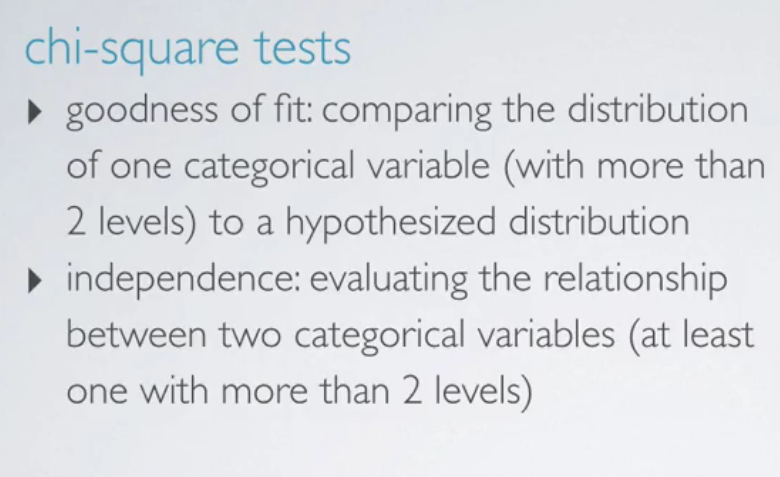 chi-square tests
goodness of fit: comparing the distribution
of one categorical variable (with more than
2 levels) to a hypothesized distribution
independence: evaluating the relationship
between two categorical variables (at least
one with more than 2 levels)